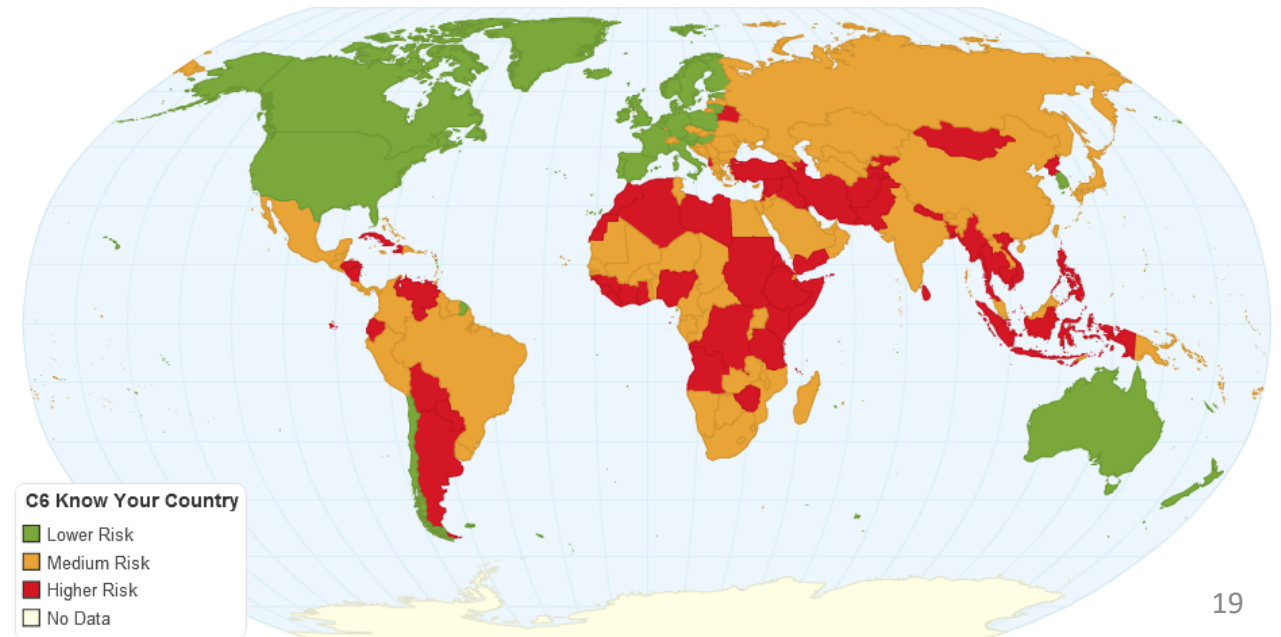 C6 Know Your Country
Lower Risk
Medium Risk
Higher Risk
No Data
19